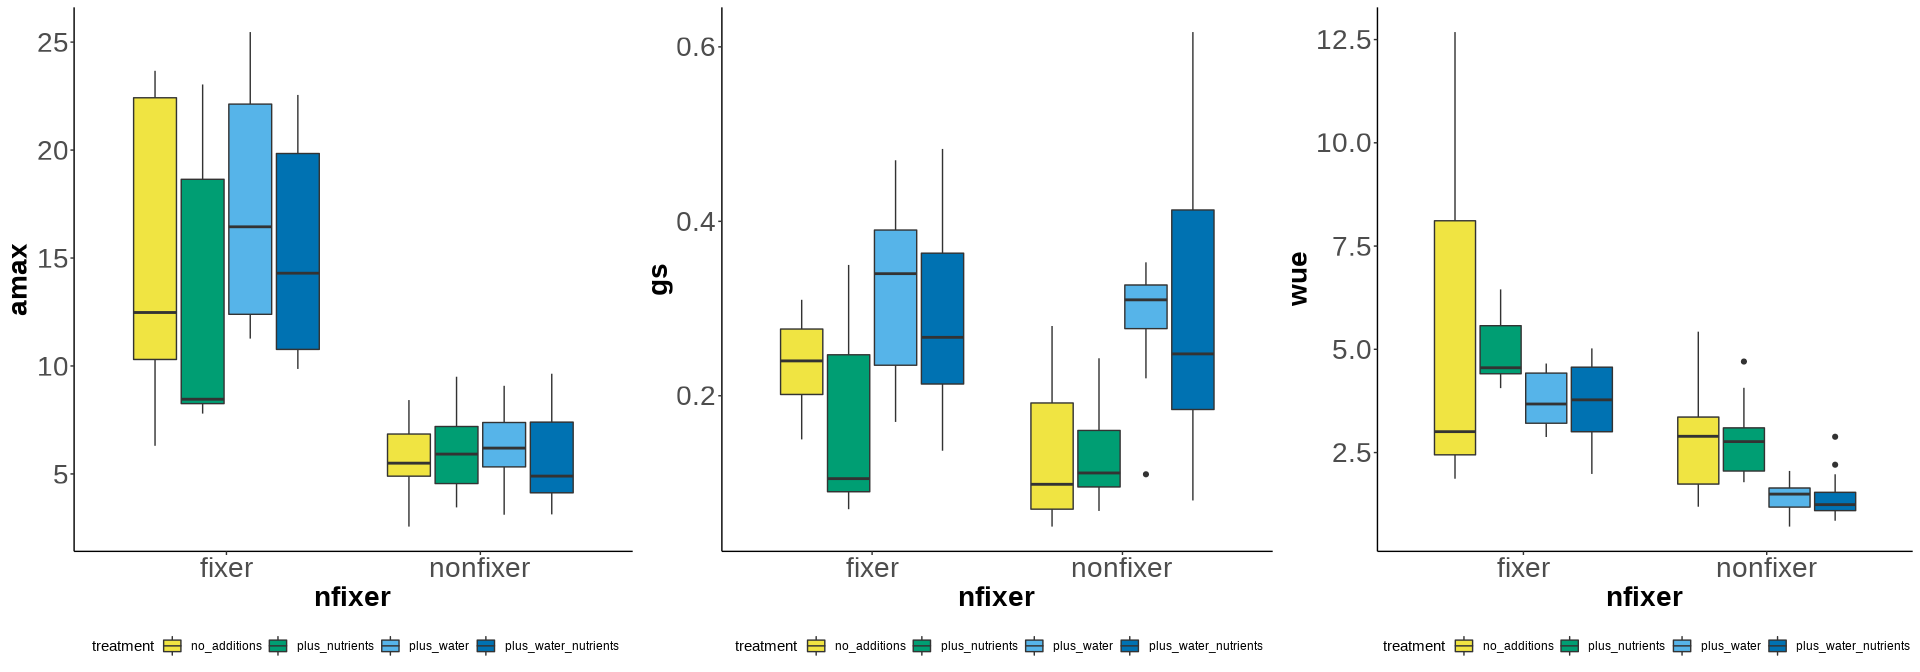 amax
25
20
15
10
5
fixer
nonfixer
nfixer
treatment no_additions plus_nutrients plus_water plus_water_nutrients
gs
0.6
0.4
0.2
fixer
nonfixer
nfixer
treatment no_additions plus_nutrients plus_water plus_water_nutrients
wue
12.5
10.0
7.5
5.0
2.5
fixer
nonfixer
nfixer
treatment no_additions plus_nutrients plus_water plus_water_nutrients